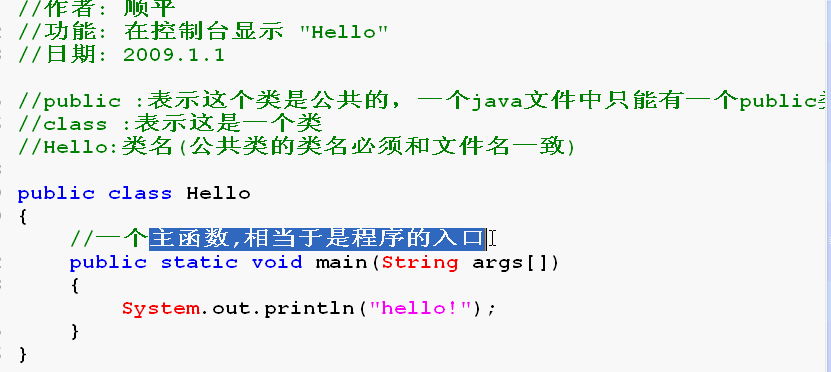 //作者: 顺平
//功能: 在控制台显示 "Hello"
//日期: 2009.1.1
//public :表示这个类是公共的，一个java文件中只能有一个public类
//class :表示这是一个类
//Hello:类名(公共类的类名必须和文件名一致)
public class Hello
{
//一个主函数,相当于是程序的入口
public static void main(String args[])
{
System.out.println("hello!");
}
}